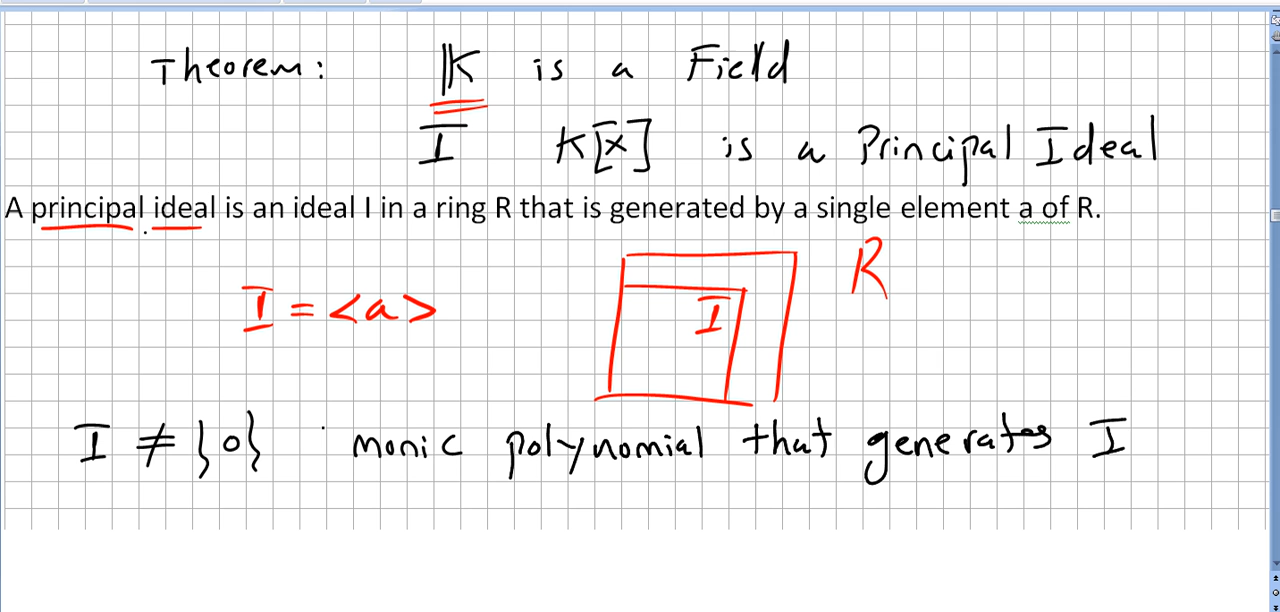 Theorem: K is a Field
I K[x] is a Principal Ideal
A principal ideal is an ideal I in a ring R that is generated by a single element a of R.
I = <a>
I R
I ≠ {0} monic polynomial that generates I